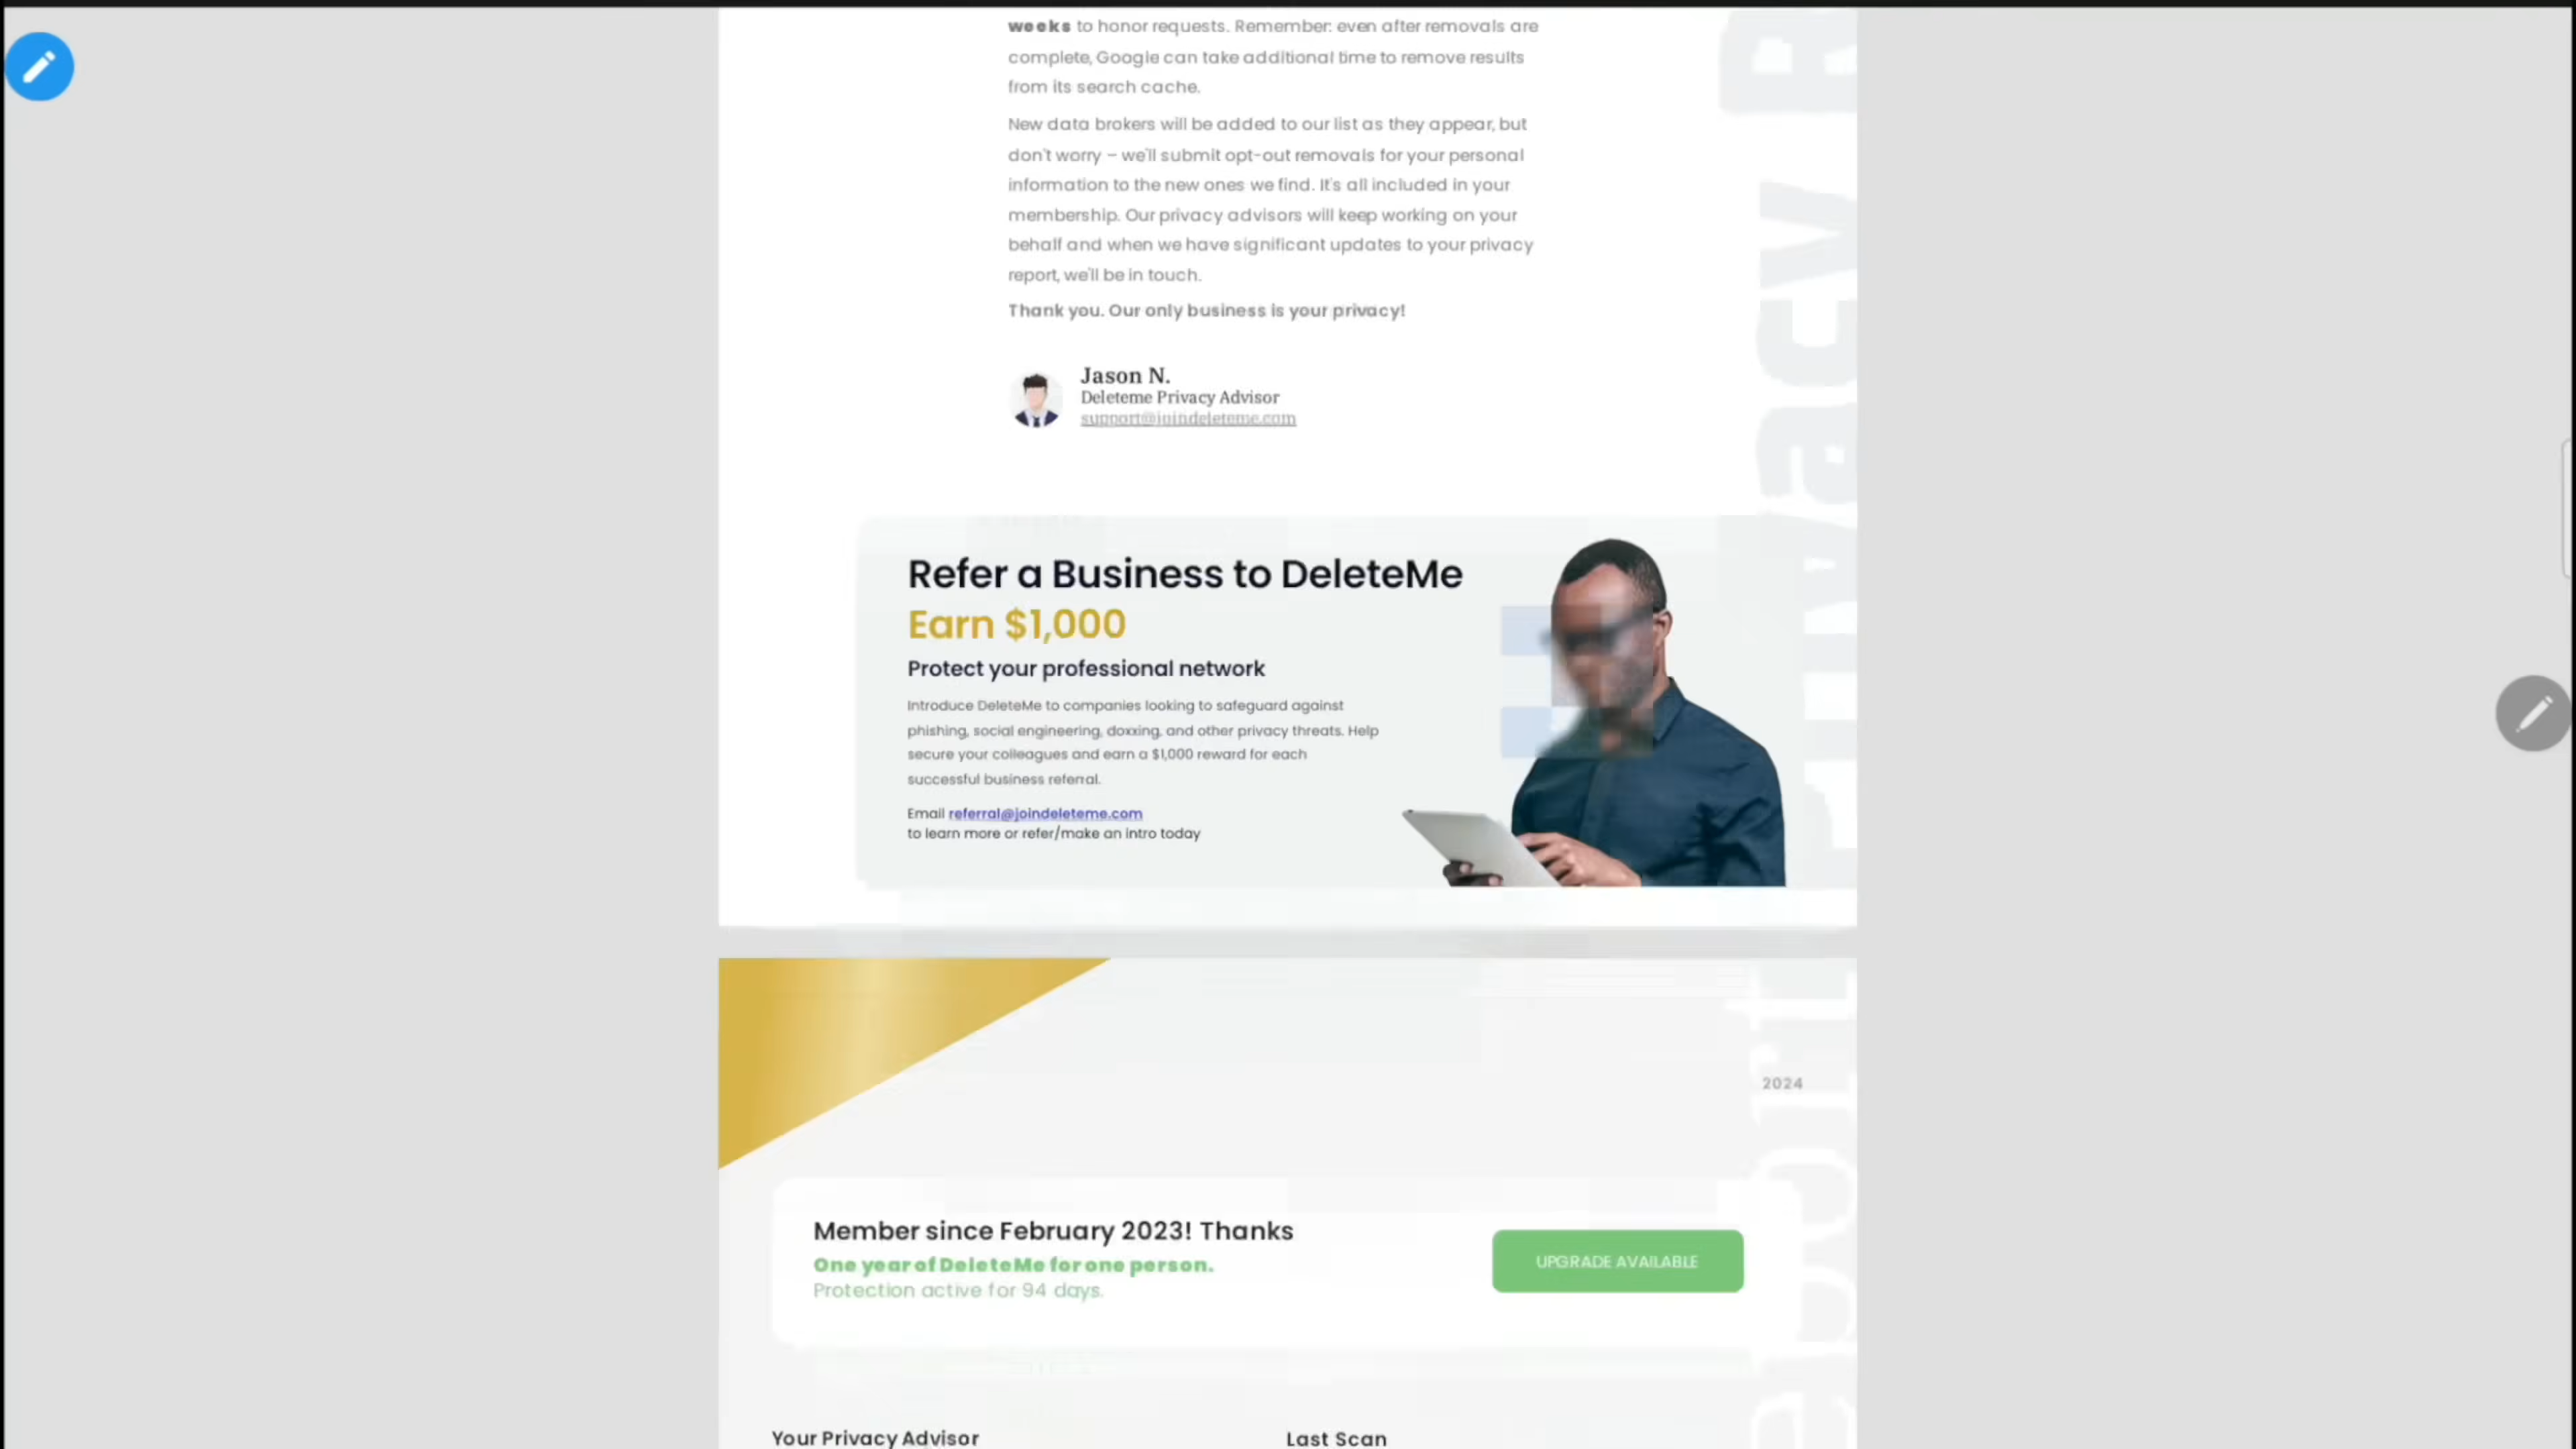 weeks to honor requests. Remember: even after removals are
complete, Google can take additional time to remove results
from its search cache.
New data brokers will be added to our list as they appear, but
don't worry – we'll submit opt-out removals for your personal
information to the new ones we find. It's all included in your
membership. Our privacy advisors will keep working on your
behalf and when we have significant updates to your privacy
report, we'll be in touch.
Thank you. Our only business is your privacy!
Jason N.
Deleteme Privacy Advisor
support@joindeleteme.com
Refer a Business to DeleteMe
Earn $1,000
Protect your professional network
Introduce DeleteMe to companies looking to safeguard against
phishing, social engineering, doxxing, and other privacy threats. Help
secure your colleagues and earn a $1,000 reward for each
successful business referral.
Email referral@joindeleteme.com
to learn more or refer/make an intro today
2024
Member since February 2023! Thanks
One year of DeleteMe for one person.
Protection active for 94 days.
UPGRADE AVAILABLE
Your Privacy Advisor
Last Scan